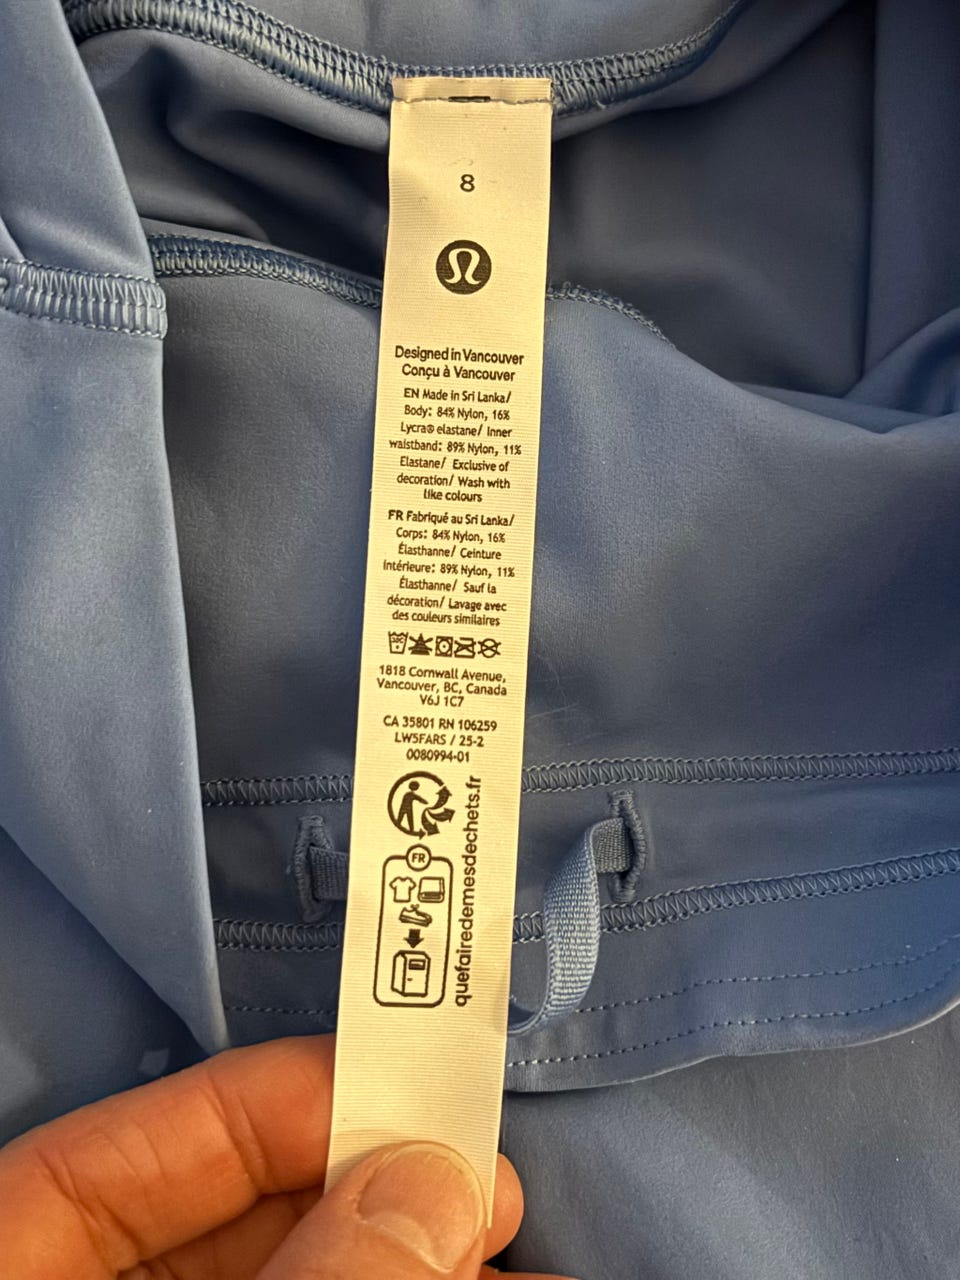 8
Designed in Vancouver
Conçu à Vancouver
EN Made in Sri Lanka/
Body: 84% Nylon, 16%
Lycra® elastane/ Inner
waistband: 89% Nylon, 11%
Elastane/ Exclusive of
decoration/ Wash with
like colours
FR Fabriqué au Sri Lanka/
Corps: 84% Nylon, 16%
Élasthanne/ Ceinture
intérieure: 89% Nylon, 11%
Élasthanne/ Sauf la
décoration/ Lavage avec
des couleurs similaires
30C
1818 Cornwall Avenue,
Vancouver, BC, Canada
V6J 1C7
CA 35801 RN 106259
LW5FARS / 25-2
0080994-01
FR
quefairedemesdechets.fr